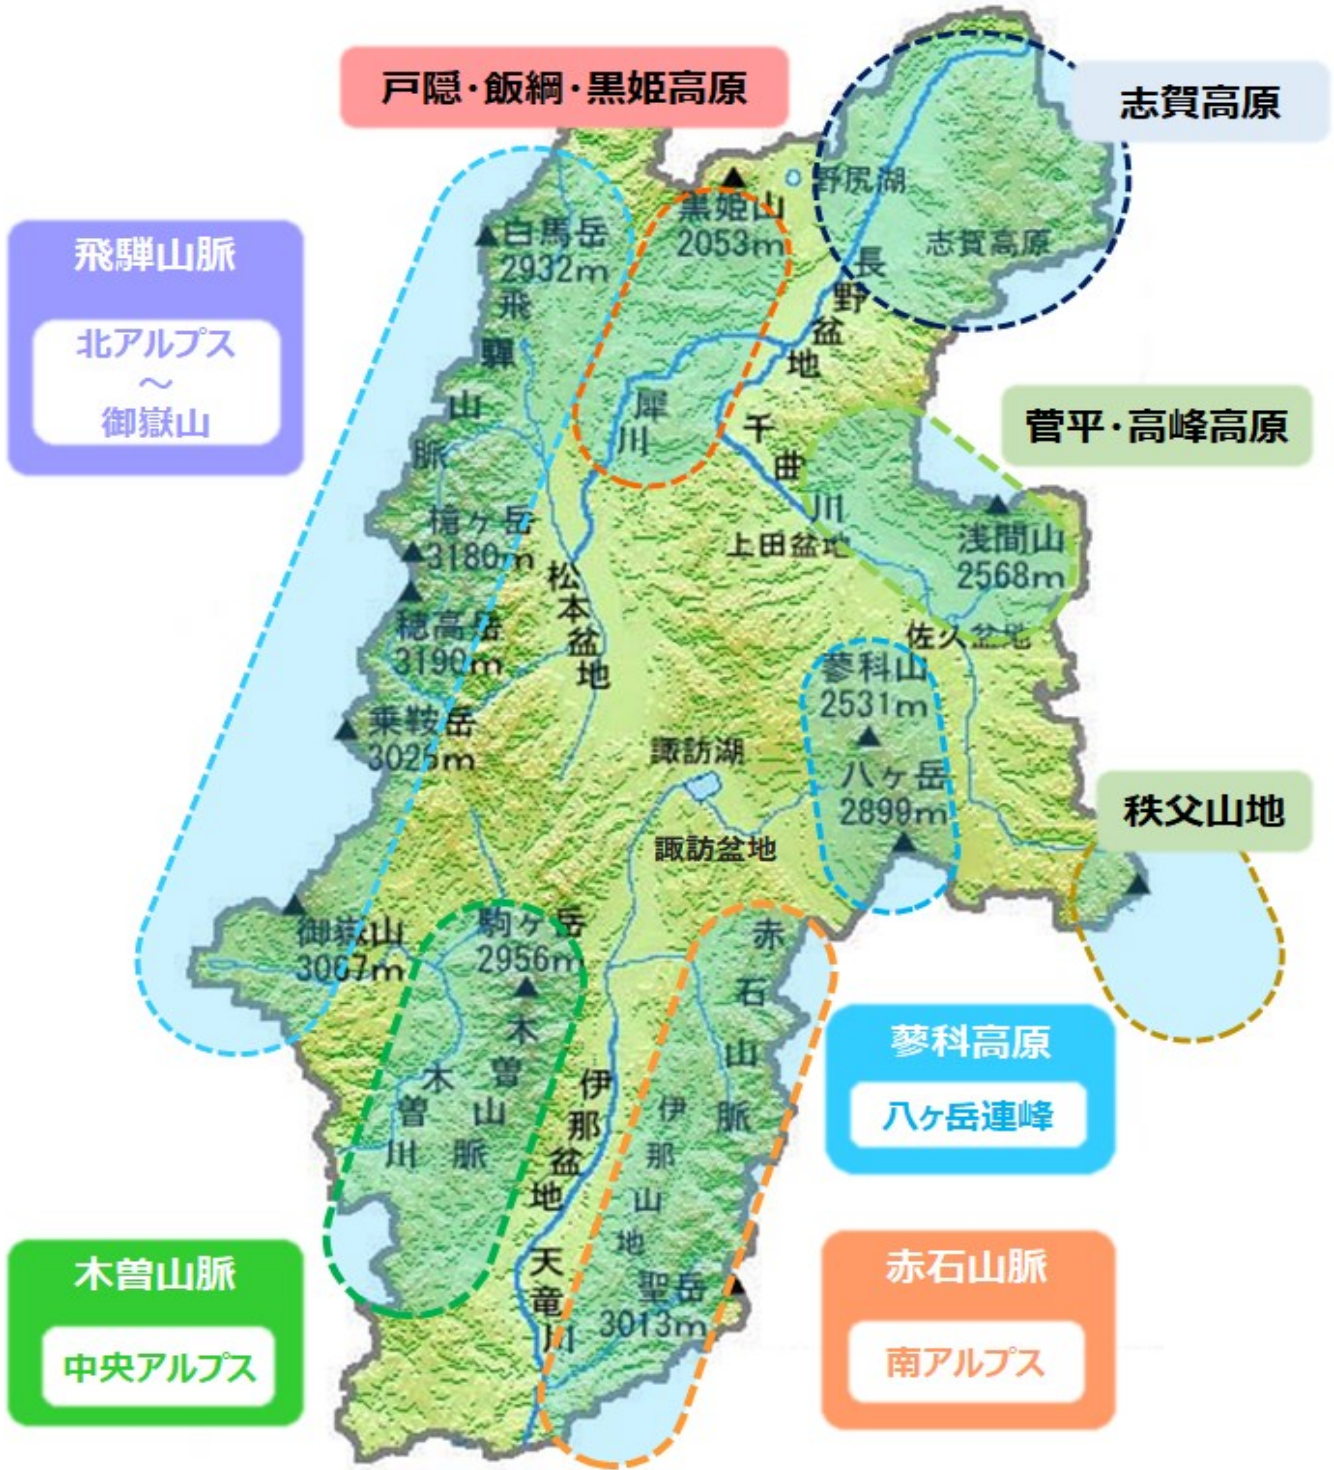 戸隠・飯綱・黒姫高原
志賀高原
飛騨山脈
北アルプス
～
御嶽山
黒姫山
2053m
野尻湖
志賀高原
白馬岳
2932m
飛驒山脈
長野盆地
犀川
菅平・高峰高原
千曲川
上田盆地
浅間山
2568m
槍ヶ岳
3180m
穂高岳
3190m
松本盆地
佐久盆地
蓼科山
2531m
乗鞍岳
3026m
諏訪湖
八ヶ岳
2899m
諏訪盆地
秩父山地
御嶽山
3067m
駒ヶ岳
2956m
赤石山脈
木曽山脈
木曽川
伊那盆地
伊那山地
蓼科高原
八ヶ岳連峰
天竜川
聖岳
3013m
木曽山脈
中央アルプス
赤石山脈
南アルプス